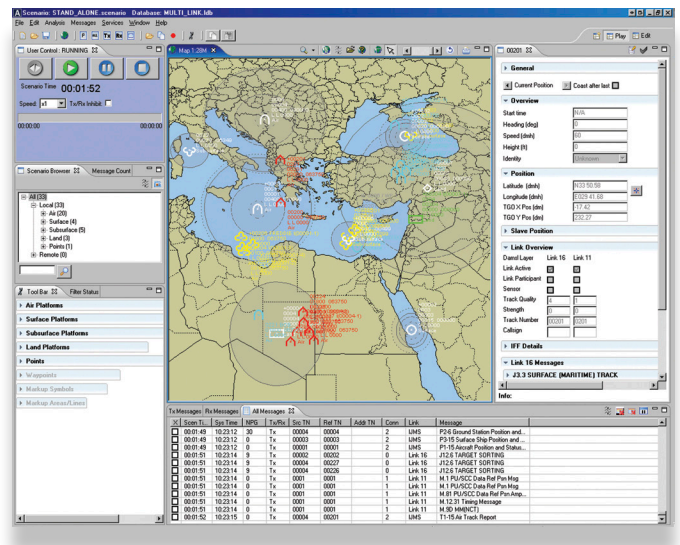 Scenario: STAND_ALONE.scenario Database: MULTI_LINK.ldb
File Edit Analysis Messages Services Window Help
Play Edit
User Control : RUNNING
Scenario Time 00:01:52
Speed: x1 Tx/Rx Inhibit
00:00:00 00:00:00
Scenario Browser Message Count
All (33)
Local (33)
Air (20)
Surface (4)
Subsurface (5)
Land (3)
Points (1)
Remote (0)
Tool Bar Filter Status
Air Platforms
Surface Platforms
Subsurface Platforms
Land Platforms
Points
Waypoints
Markup Symbols
Markup Areas/Lines
Map 1:28M
00201
General
Current Position Coast after last
Overview
Start time N/A
Heading (deg) 0
Speed (dmh) 60
Height (ft) 0
Identity Unknown
Position
Latitude (dmh) N33 50.58
Longitude (dmh) E029 41.68
TGO X Pos (dm) -17.42
TGO Y Pos (dm) 232.27
Slave Position
Link Overview
Damsl Layer Link 16 Link 11
Link Active
Link Participant
Sensor
Track Quality 4 1
Strength 0 0
Track Number 00201 0201
Callsign
IFF Details
Link 16 Messages
J3.3 SURFACE (MARITIME) TRACK
Info:
Tx Messages Rx Messages All Messages
Scen Ti... Sys Time NPG Tx/Rx Src TN Ref TN Addr TN Conn Link Message
00:01:49 10:23:12 30 Tx 00004 00004 2 UMS P2-6 Ground Station Position and...
00:01:49 10:23:12 0 Tx 00003 00003 2 UMS P3-15 Surface Ship Position and ...
00:01:49 10:23:12 0 Tx 00001 00001 2 UMS P1-15 Aircraft Position and Status...
00:01:51 10:23:14 9 Tx 00002 00202 0 Link 16 J12.6 TARGET SORTING
00:01:51 10:23:14 9 Tx 00004 00227 0 Link 16 J12.6 TARGET SORTING
00:01:51 10:23:14 9 Tx 00004 00226 0 Link 16 J12.6 TARGET SORTING
00:01:51 10:23:14 0 Tx 0001 0001 1 Link 11 M.1 PU/SCC Data Ref Psn Msg
00:01:51 10:23:14 0 Tx 0001 0001 1 Link 11 M.1 PU/SCC Data Ref Psn Msg
00:01:51 10:23:14 0 Tx 0001 0001 1 Link 11 M.81 PU/SCC Data Ref Psn Amp...
00:01:51 10:23:14 0 Tx 0001 0001 1 Link 11 M.12.31 Timing Message
00:01:51 10:23:14 0 Tx 0001 0001 1 Link 11 M.9D MM(NCT)
00:01:52 10:23:15 0 Tx 00004 00201 2 UMS T1-15 Air Track Report